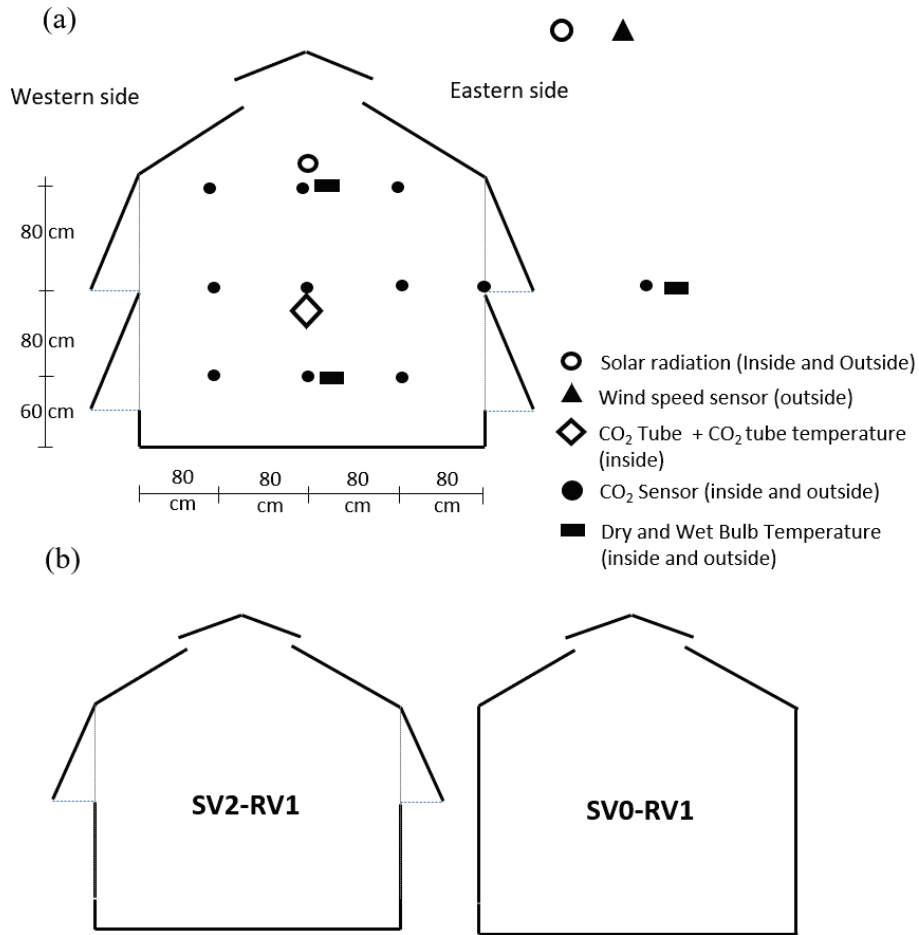 (a)
Western side
Eastern side
80 cm
80 cm
60 cm
80 80 80 80
cm cm cm cm
Solar radiation (Inside and Outside)
Wind speed sensor (outside)
CO₂ Tube + CO₂ tube temperature
(inside)
CO₂ Sensor (inside and outside)
Dry and Wet Bulb Temperature
(inside and outside)
(b)
SV2-RV1
SV0-RV1